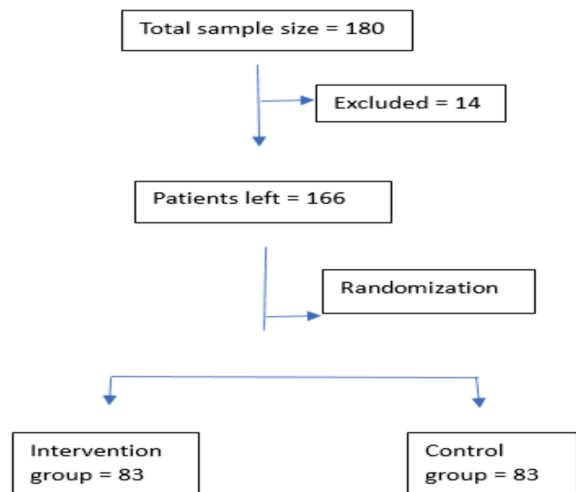 Total sample size = 180
Excluded = 14
Patients left = 166
Randomization
Intervention
group = 83
Control
group = 83